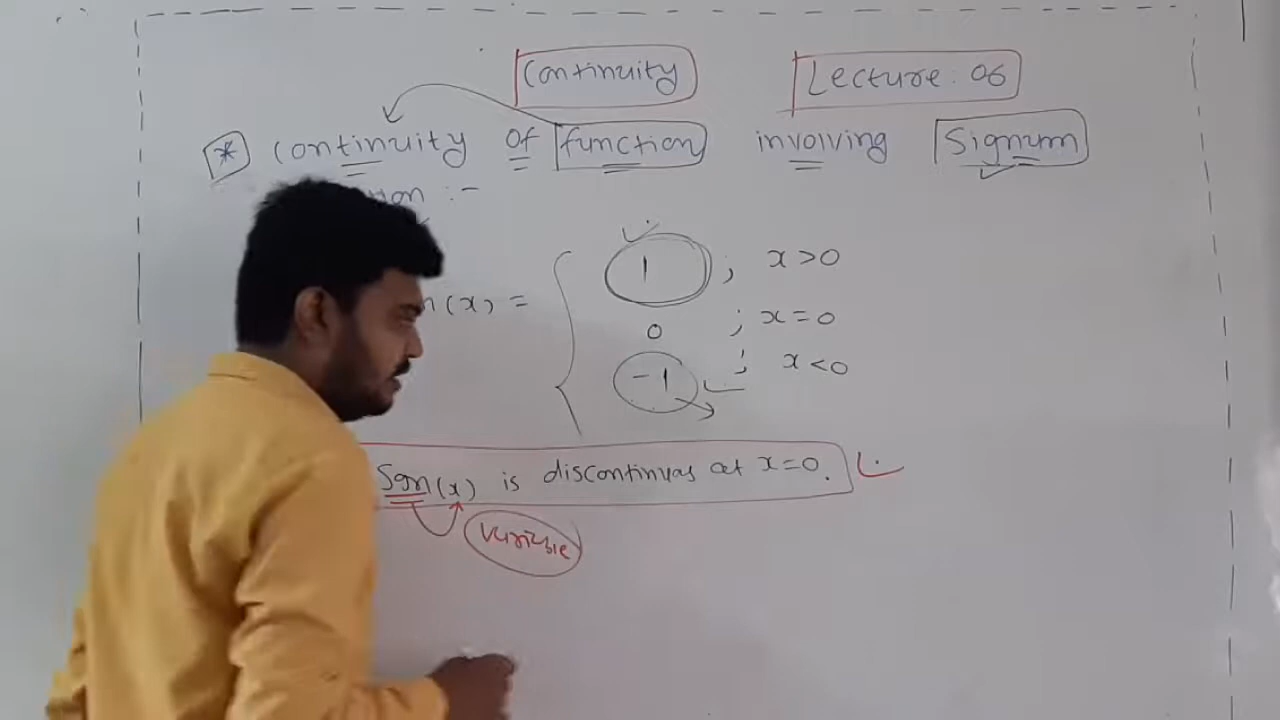 Continuity Lecture : 06
* Continuity of function involving Signum
:-
(x) = { 1 ; x>0
0 ; x=0
-1 ; x<0
Sgn(x) is discontinuas at x=0.
variable